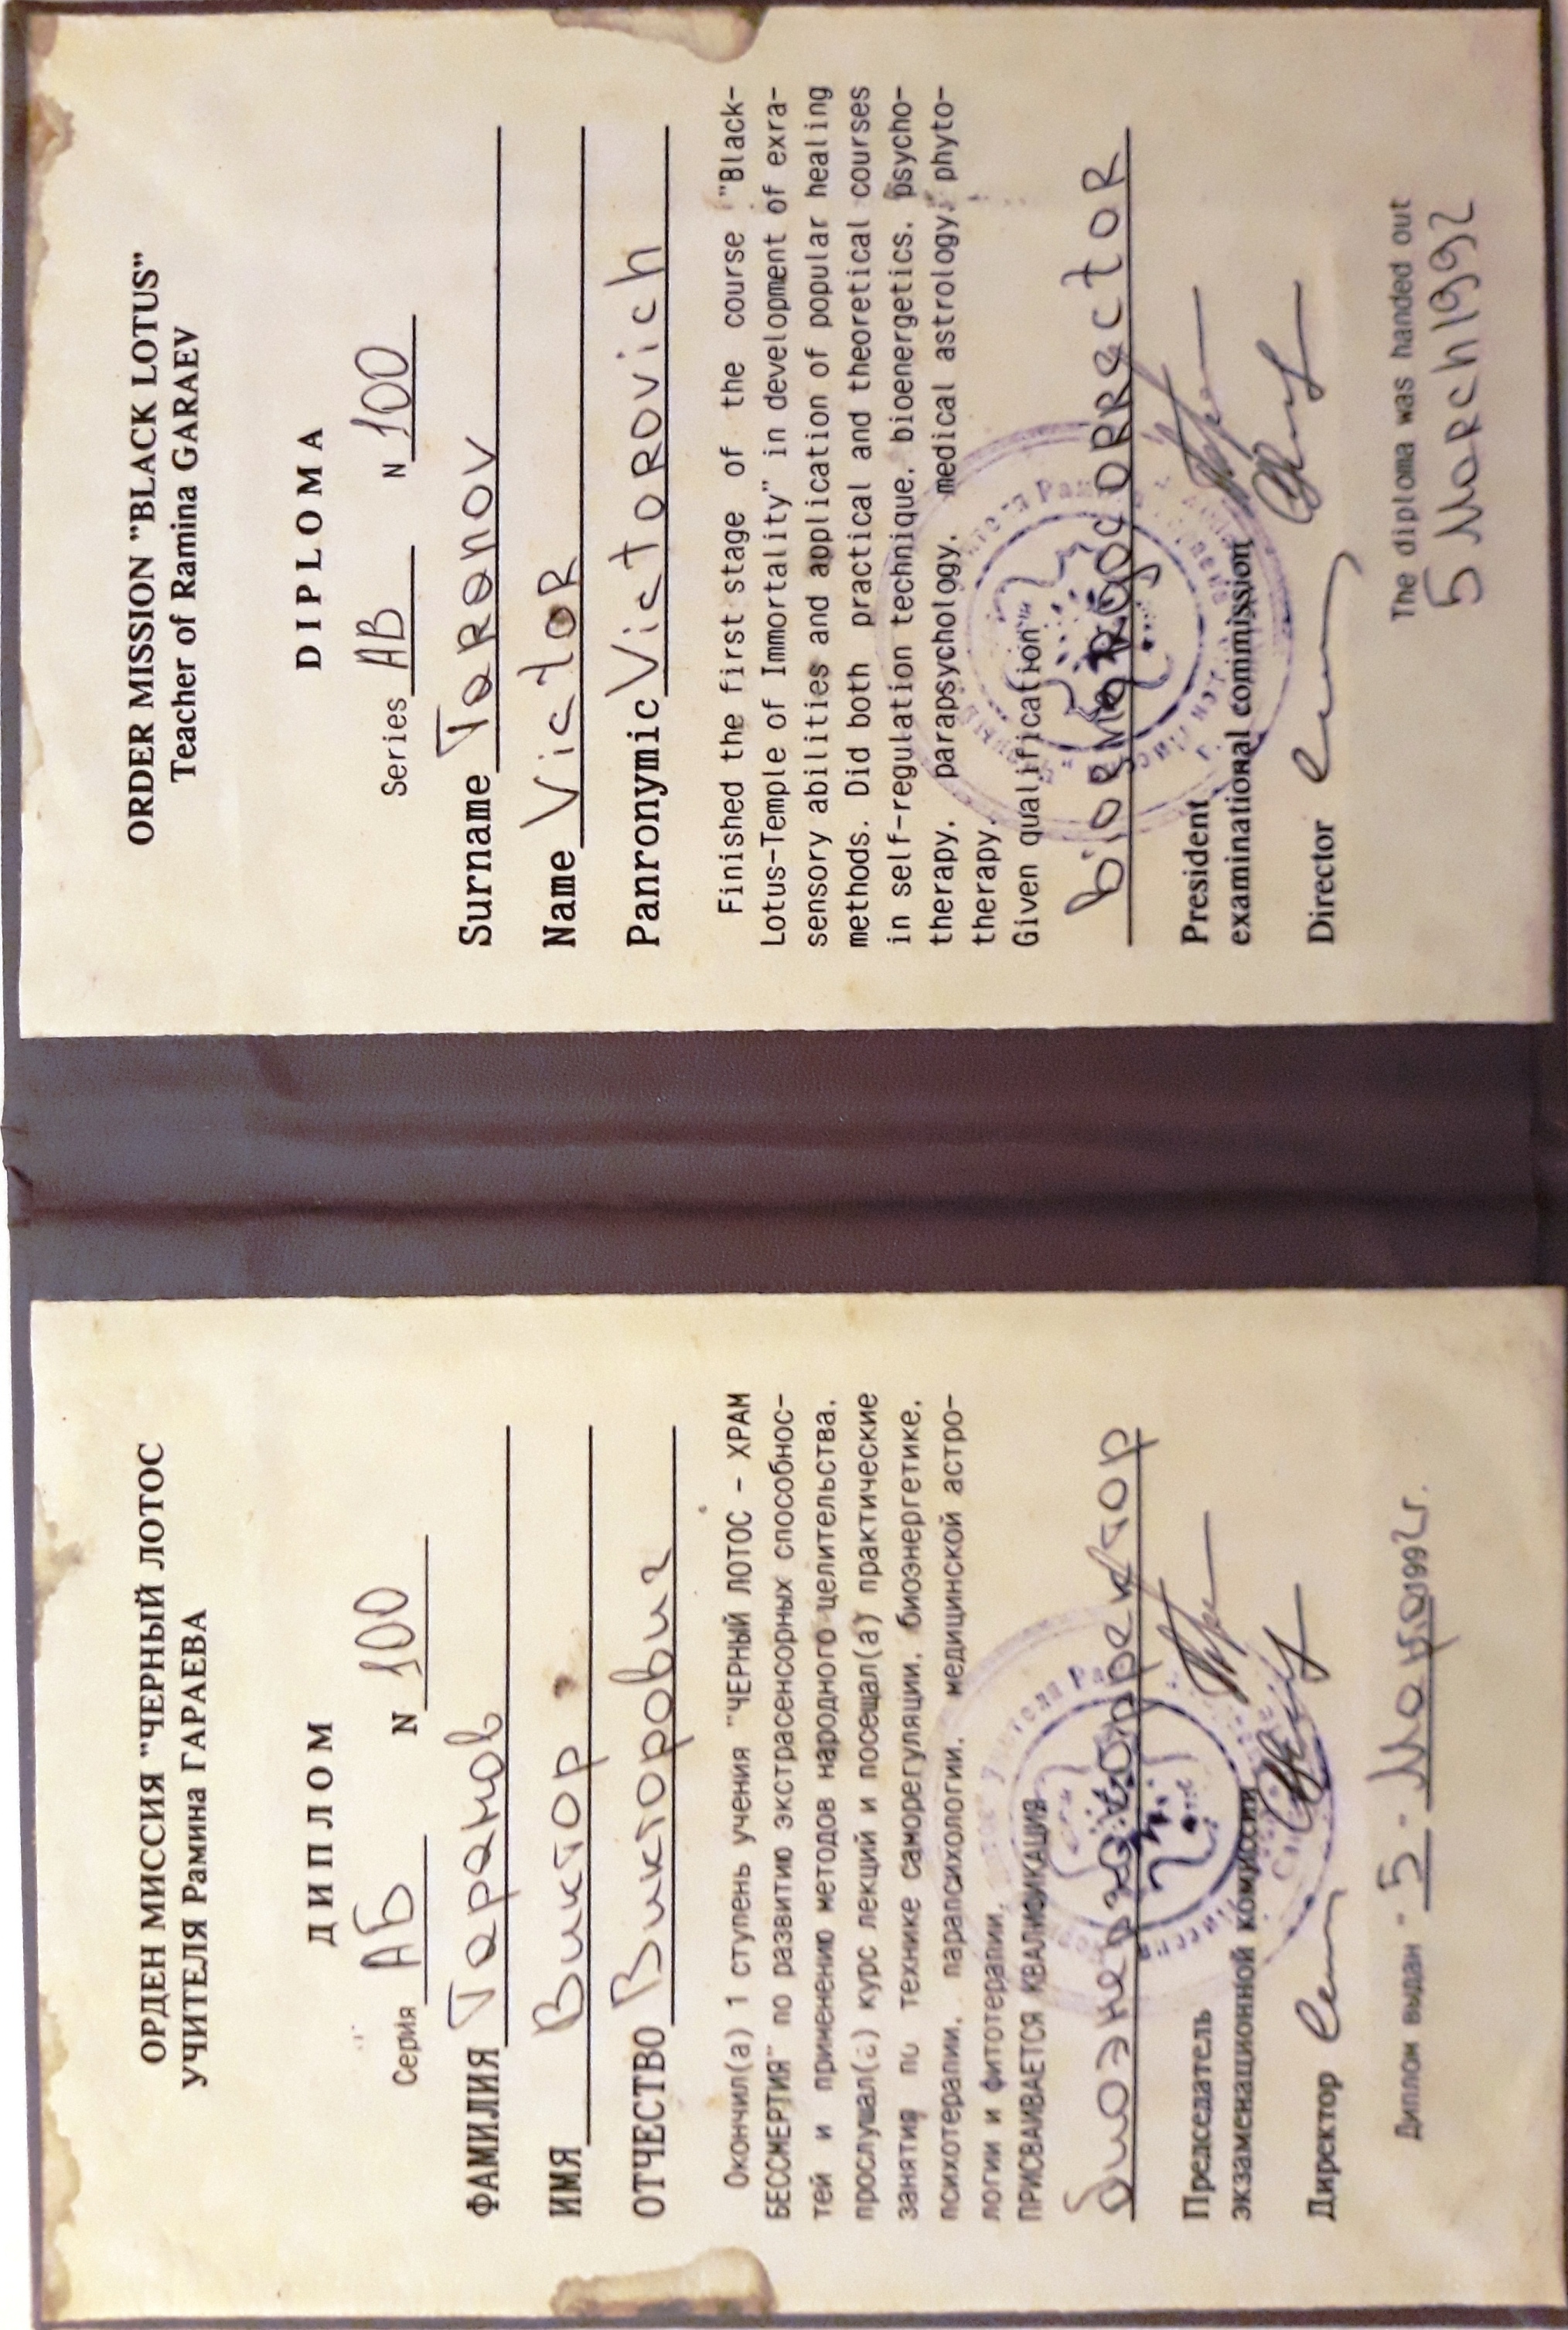 ОРДЕН МИССИЯ "ЧЕРНЫЙ ЛОТОС
УЧИТЕЛЯ Рамина ГАРАЕВА
ДИПЛОМ
Серия АБ N 100
ФАМИЛИЯ Таранов
ИМЯ Виктор
ОТЧЕСТВО Викторович
Окончил(а) 1 ступень учения "ЧЕРНЫЙ ЛОТОС - ХРАМ
БЕССМЕРТИЯ" по развитию экстрасенсорных способнос-
тей и применению методов народного целительства.
прослушал(а) курс лекций и посещал(а) практические
занятия по технике саморегуляции, биоэнергетике,
психотерапии, парапсихологии, медицинской астро-
логии и фитотерапии.
ПРИСВАИВАЕТСЯ КВАЛИФИКАЦИЯ
биоэнергокорректор
Председатель
экзаменационной комиссии
Директор
Диплом выдан - 5 - Марта 1992г.
ORDER MISSION "BLACK LOTUS"
Teacher of Ramina GARAEV
DIPLOMA
Series AB N 100
Surname Taranov
Name Victor
Panronymic Victorovich
Finished the first stage of the course "Black-
Lotus-Temple of Immortality" in development of exra-
sensory abilities and application of popular healing
methods. Did both practical and theoretical courses
in self-regulation technique, bioenergetics, psycho-
therapy, parapsychology, medical astrology, phyto-
therapy.
Given qualification"
President
examinational commission
Director
The diploma was handed out
5 March 1992